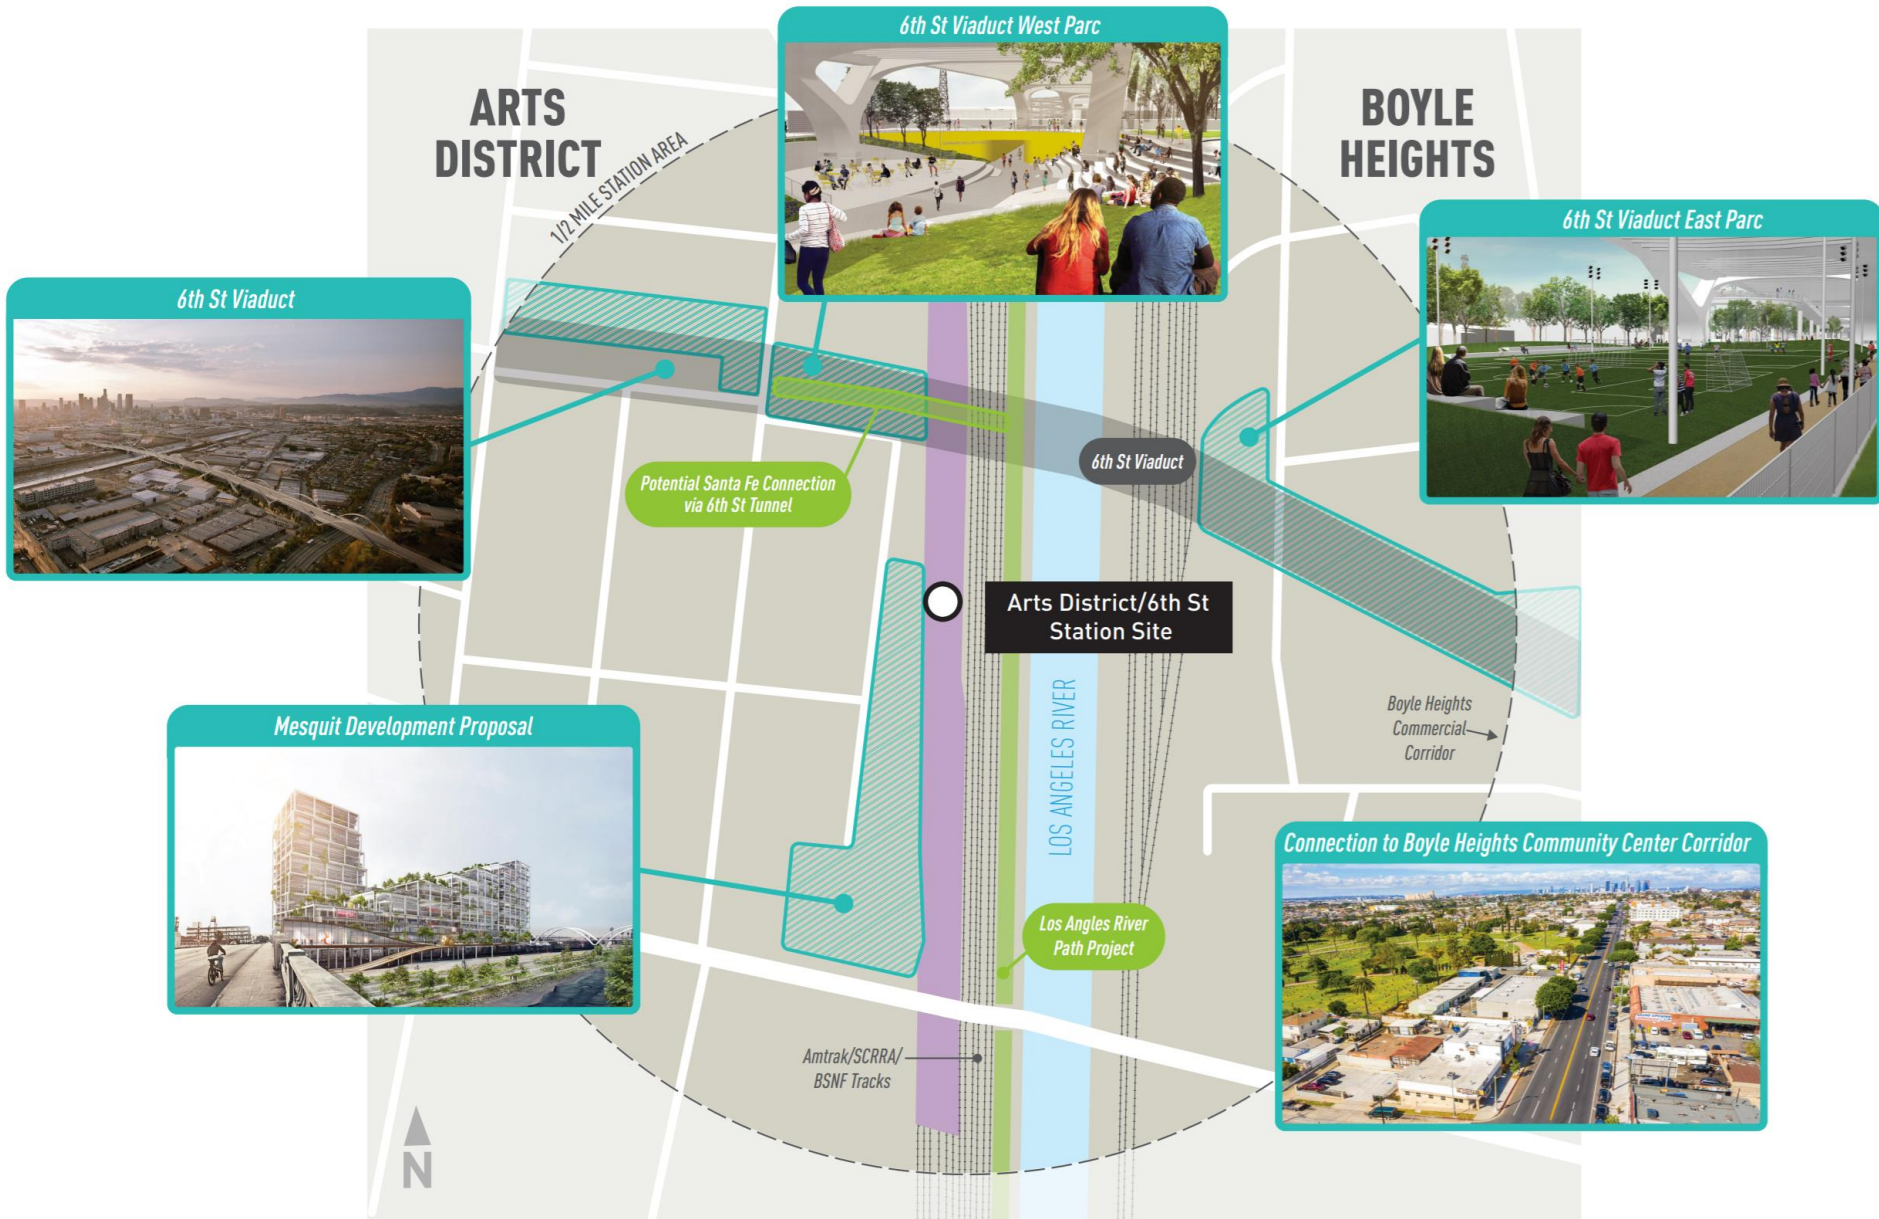 6th St Viaduct West Parc
ARTS
DISTRICT
BOYLE
HEIGHTS
1/2 MILE STATION AREA
6th St Viaduct East Parc
6th St Viaduct
6th St Viaduct
Potential Santa Fe Connection
via 6th St Tunnel
Arts District/6th St
Station Site
LOS ANGELES RIVER
Boyle Heights
Commercial
Corridor
Mesquit Development Proposal
Connection to Boyle Heights Community Center Corridor
Los Angles River
Path Project
Amtrak/SCRRA/
BSNF Tracks
N